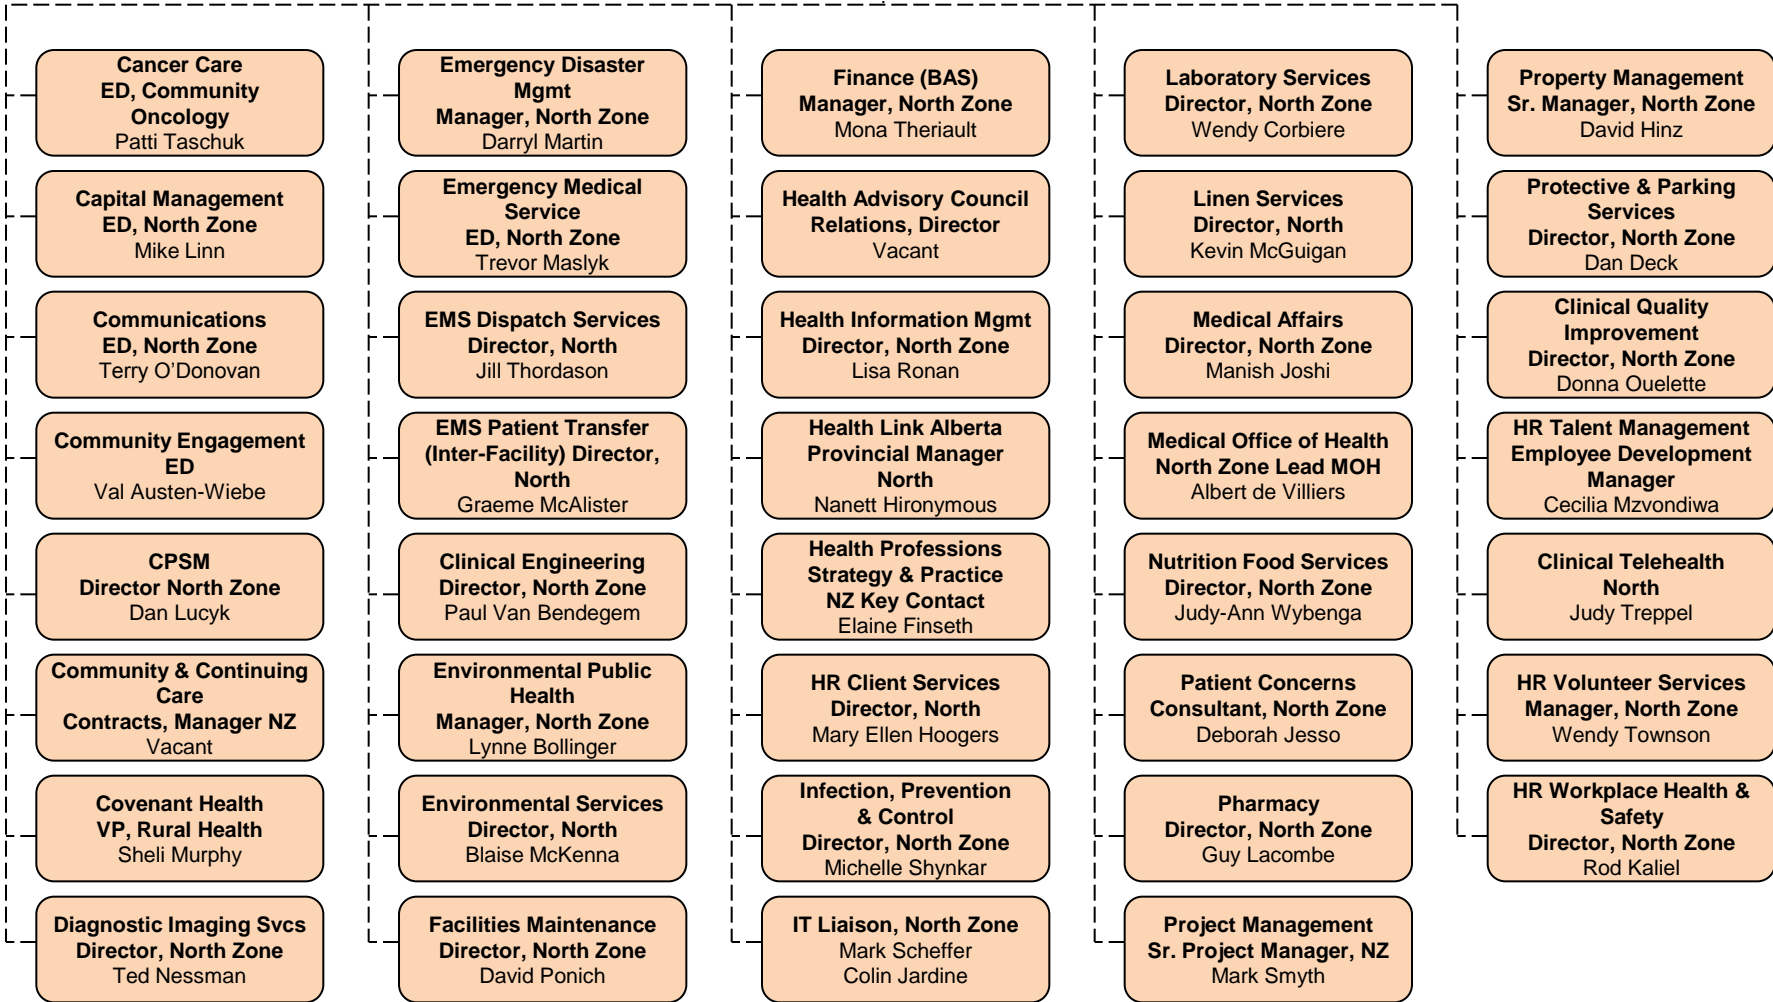 Cancer Care
ED, Community
Oncology
Patti Taschuk
Capital Management
ED, North Zone
Mike Linn
Communications
ED, North Zone
Terry O’Donovan
Community Engagement
ED
Val Austen-Wiebe
CPSM
Director North Zone
Dan Lucyk
Community & Continuing
Care
Contracts, Manager NZ
Vacant
Covenant Health
VP, Rural Health
Sheli Murphy
Diagnostic Imaging Svcs
Director, North Zone
Ted Nessman
Emergency Disaster
Mgmt
Manager, North Zone
Darryl Martin
Emergency Medical
Service
ED, North Zone
Trevor Maslyk
EMS Dispatch Services
Director, North
Jill Thordason
EMS Patient Transfer
(Inter-Facility) Director,
North
Graeme McAlister
Clinical Engineering
Director, North Zone
Paul Van Bendegem
Environmental Public
Health
Manager, North Zone
Lynne Bollinger
Environmental Services
Director, North
Blaise McKenna
Facilities Maintenance
Director, North Zone
David Ponich
Finance (BAS)
Manager, North Zone
Mona Theriault
Health Advisory Council
Relations, Director
Vacant
Health Information Mgmt
Director, North Zone
Lisa Ronan
Health Link Alberta
Provincial Manager
North
Nanett Hironymous
Health Professions
Strategy & Practice
NZ Key Contact
Elaine Finseth
HR Client Services
Director, North
Mary Ellen Hoogers
Infection, Prevention
& Control
Director, North Zone
Michelle Shynkar
IT Liaison, North Zone
Mark Scheffer
Colin Jardine
Laboratory Services
Director, North Zone
Wendy Corbiere
Linen Services
Director, North
Kevin McGuigan
Medical Affairs
Director, North Zone
Manish Joshi
Medical Office of Health
North Zone Lead MOH
Albert de Villiers
Nutrition Food Services
Director, North Zone
Judy-Ann Wybenga
Patient Concerns
Consultant, North Zone
Deborah Jesso
Pharmacy
Director, North Zone
Guy Lacombe
Project Management
Sr. Project Manager, NZ
Mark Smyth
Property Management
Sr. Manager, North Zone
David Hinz
Protective & Parking
Services
Director, North Zone
Dan Deck
Clinical Quality
Improvement
Director, North Zone
Donna Ouelette
HR Talent Management
Employee Development
Manager
Cecilia Mzvondiwa
Clinical Telehealth
North
Judy Treppel
HR Volunteer Services
Manager, North Zone
Wendy Townson
HR Workplace Health &
Safety
Director, North Zone
Rod Kaliel